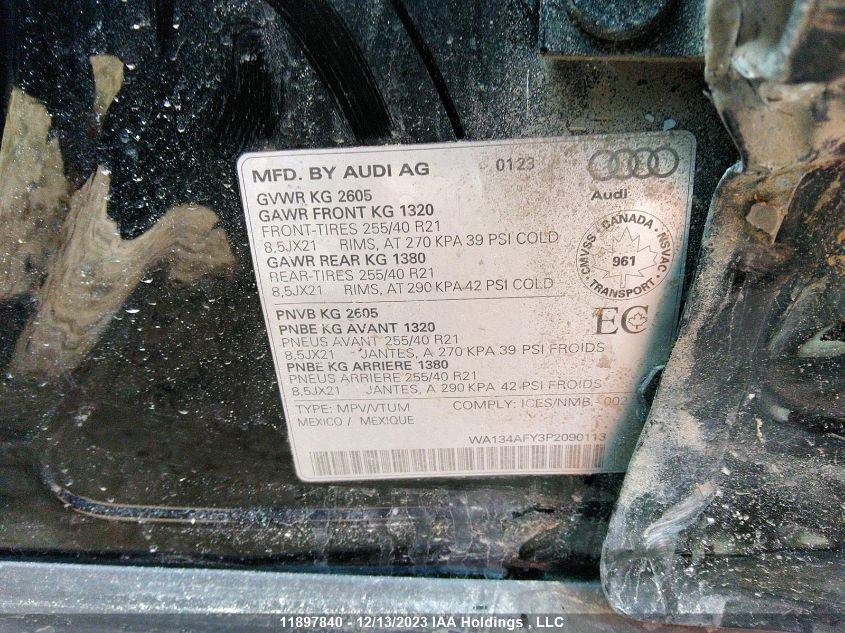 MFD. BY AUDI AG 0123
Audi
GVWR KG 2605
GAWR FRONT KG 1320
FRONT-TIRES 255/40 R21
8,5JX21 RIMS, AT 270 KPA 39 PSI COLD
GAWR REAR KG 1380
REAR-TIRES 255/40 R21
8,5JX21 RIMS, AT 290 KPA 42 PSI COLD
CANADA
CMVSS NSVAC
961
TRANSPORT
PNVB KG 2605
PNBE KG AVANT 1320
PNEUS AVANT 255/40 R21
8,5JX21 JANTES, A 270 KPA 39 PSI FROIDS
PNBE KG ARRIERE 1380
PNEUS ARRIERE 255/40 R21
8,5JX21 JANTES, A 290 KPA 42 PSI FROIDS
EC
TYPE: MPV/VTUM COMPLY: ICES/NMB - 002
MEXICO / MEXIQUE
WA134AFY3P2090113
11897840 - 12/13/2023 IAA Holdings , LLC